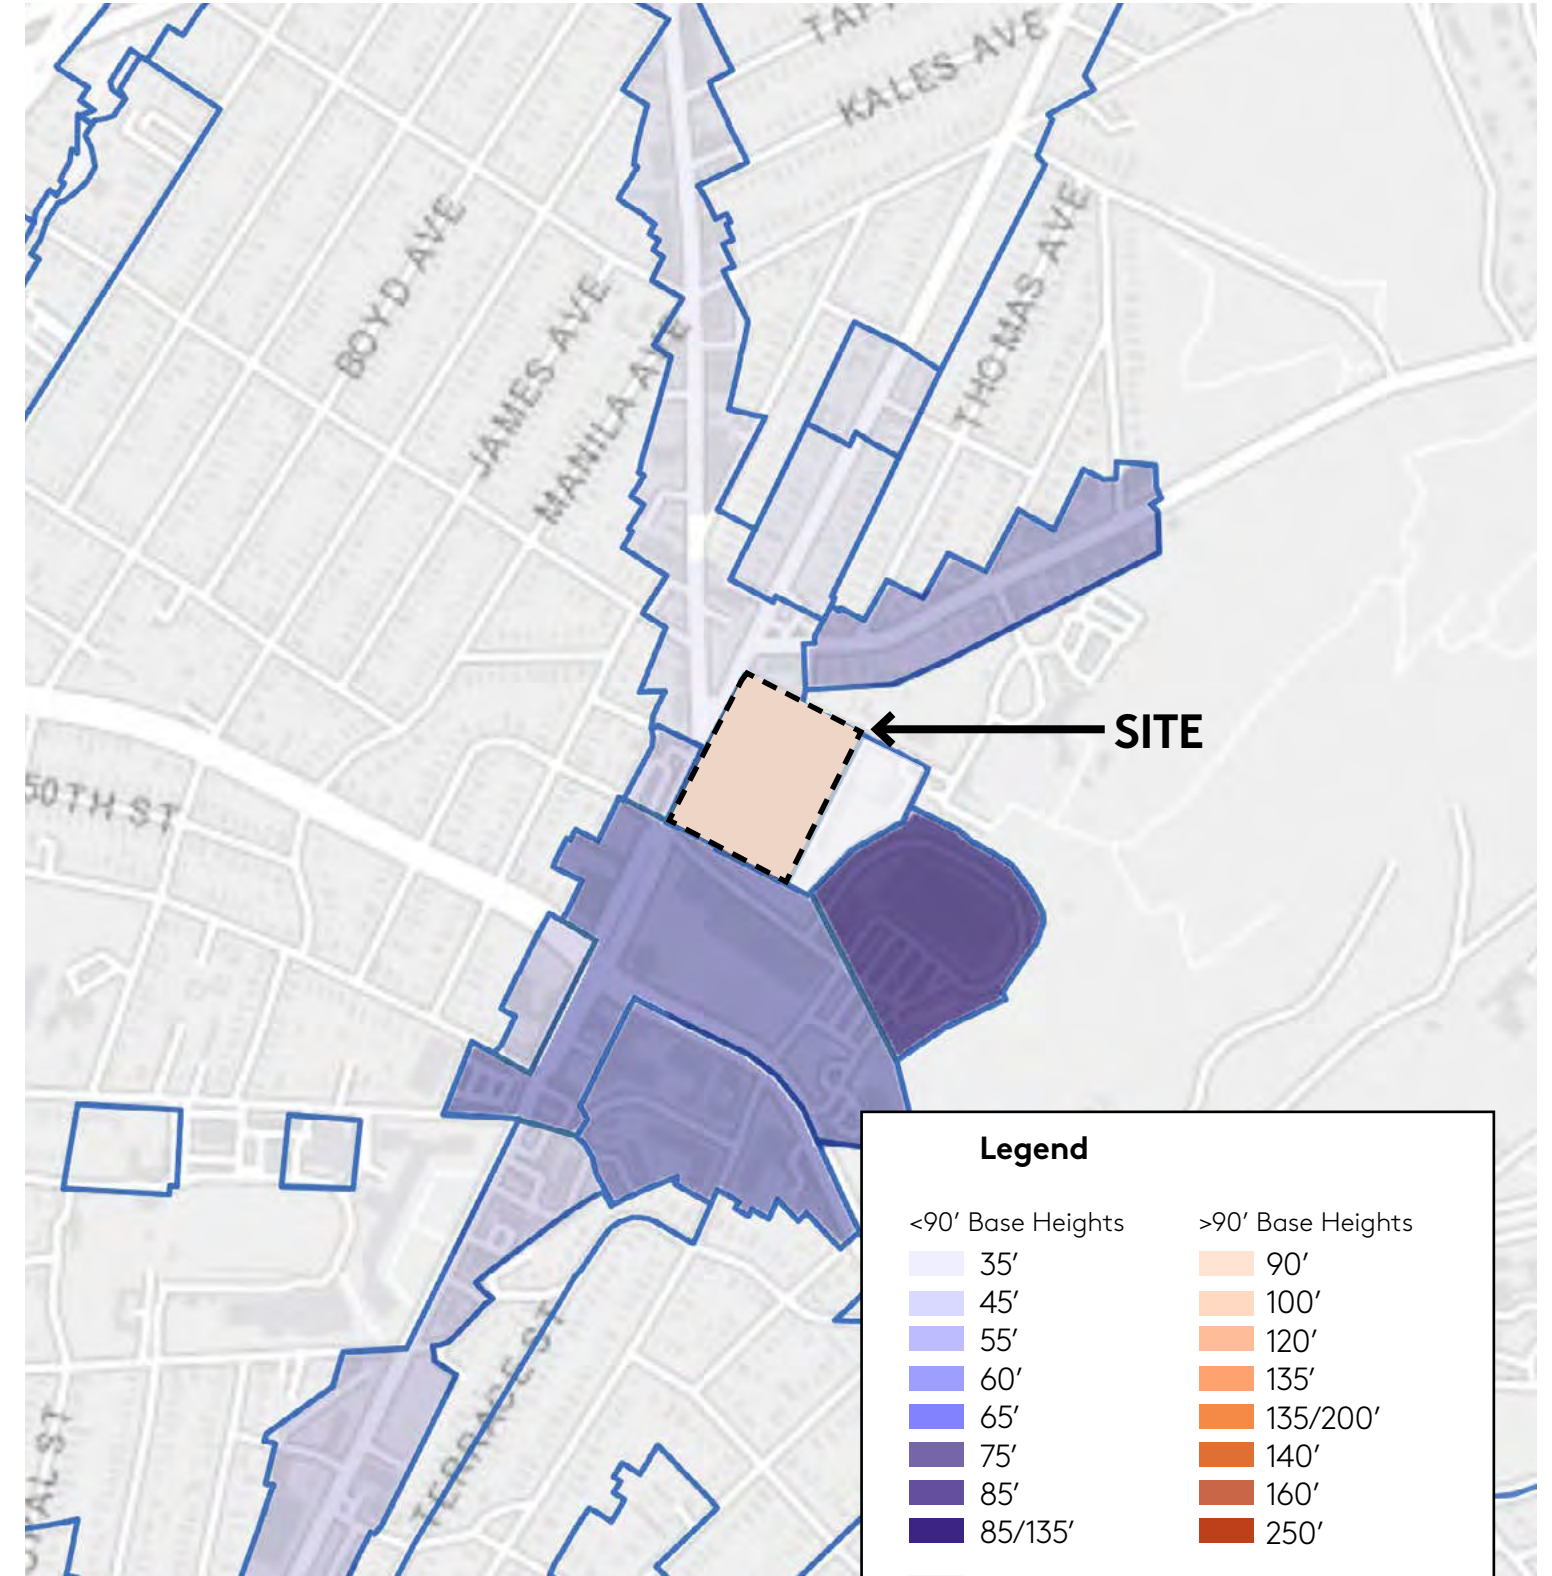 KALES AVE
BOYD AVE
THOMAS AVE
JAMES AVE
MANILA AVE
SITE
50TH ST
TERRACE ST
Legend
<90′ Base Heights
35′
45′
55′
60′
65′
75′
85′
85/135′
>90′ Base Heights
90′
100′
120′
135′
135/200′
140′
160′
250′